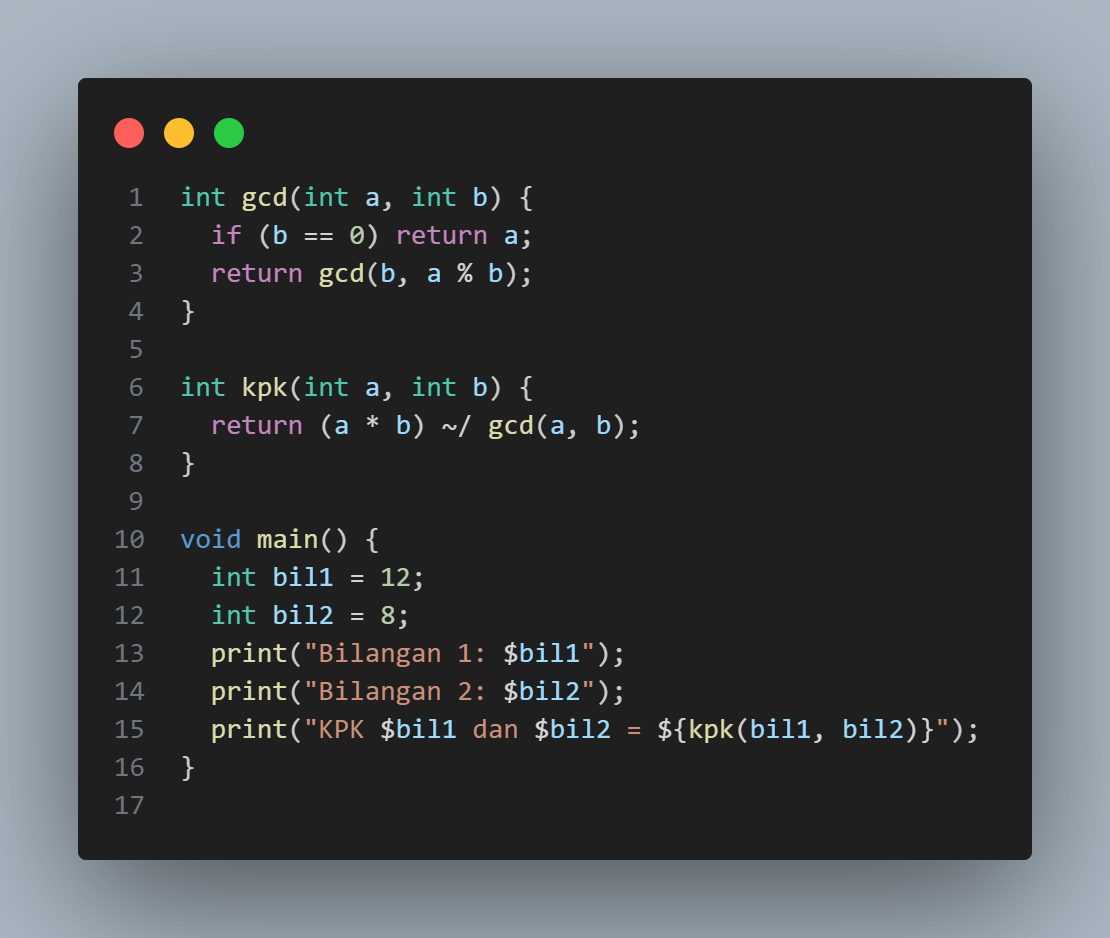 1 int gcd(int a, int b) {
2   if (b == 0) return a;
3   return gcd(b, a % b);
4 }
5
6 int kpk(int a, int b) {
7   return (a * b) ~/ gcd(a, b);
8 }
9
10 void main() {
11   int bil1 = 12;
12   int bil2 = 8;
13   print("Bilangan 1: $bil1");
14   print("Bilangan 2: $bil2");
15   print("KPK $bil1 dan $bil2 = ${kpk(bil1, bil2)}");
16 }
17